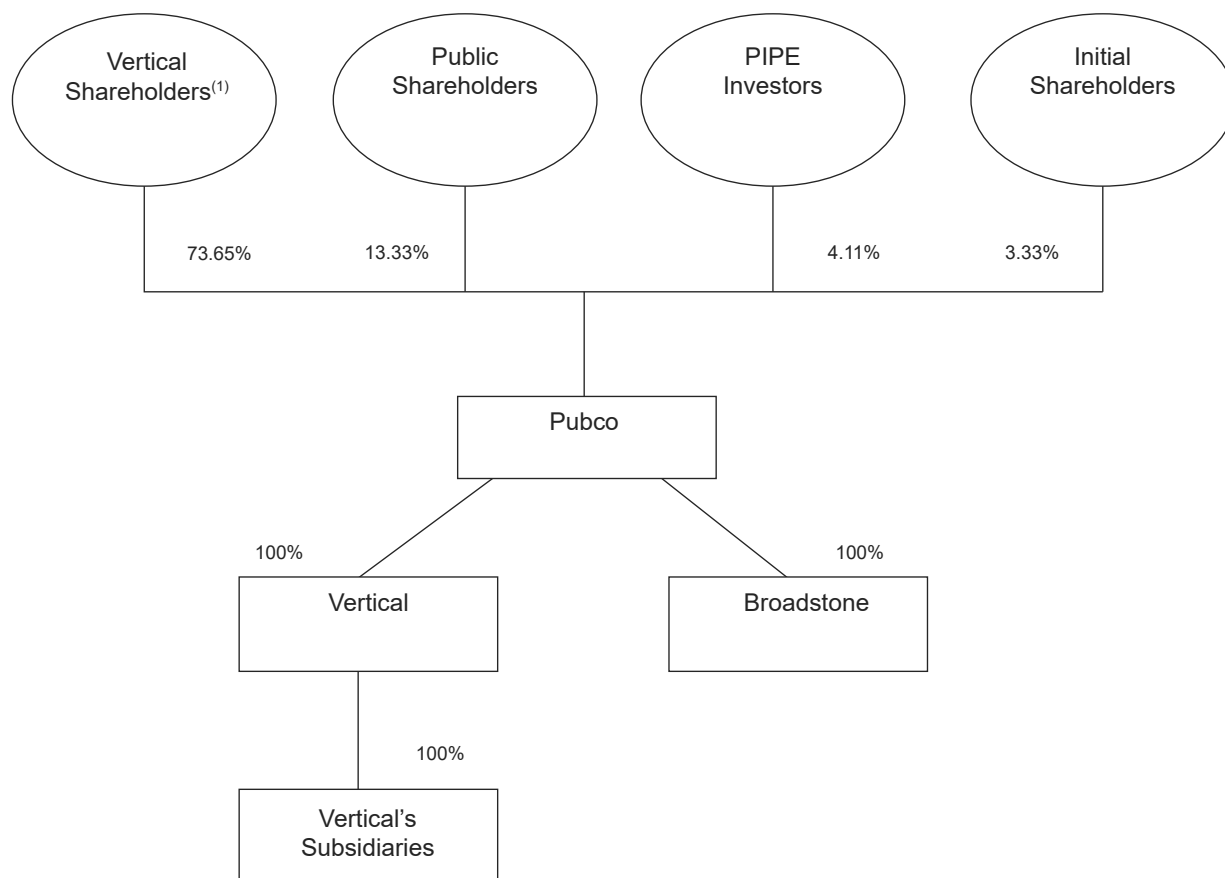 Vertical
Shareholders(1)
Public
Shareholders
PIPE
Investors
Initial
Shareholders
73.65%
13.33%
4.11%
3.33%
Pubco
100%
100%
Vertical
Broadstone
100%
Vertical’s
Subsidiaries